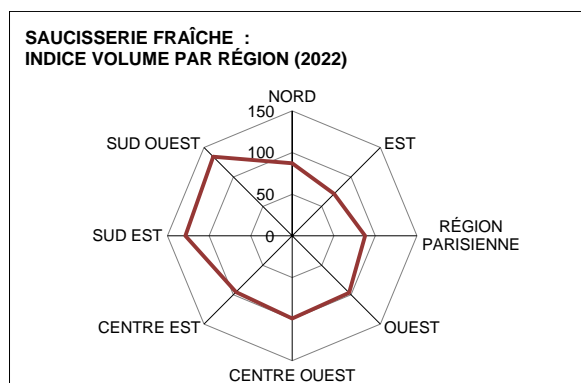 SAUCISSERIE FRAÎCHE :
INDICE VOLUME PAR RÉGION (2022)
NORD
150
SUD OUEST
EST
100
50
SUD EST
0
RÉGION
PARISIENNE
CENTRE EST
OUEST
CENTRE OUEST